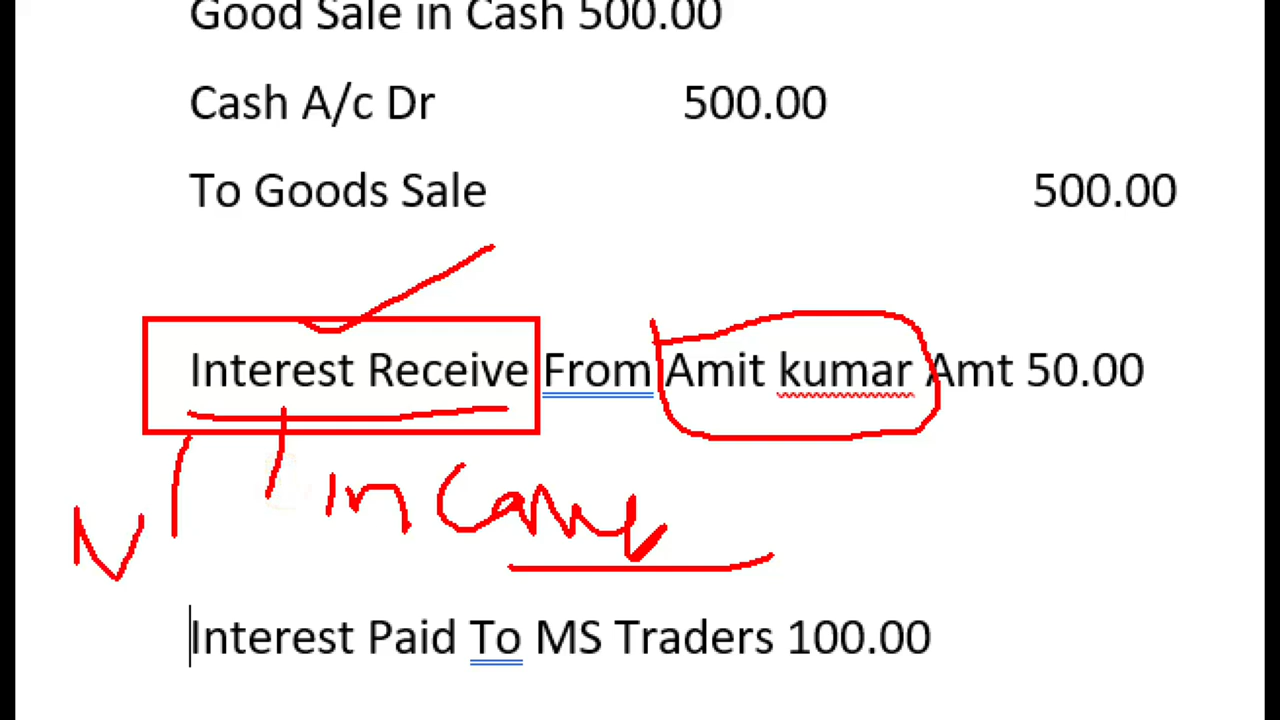 Good Sale in Cash 500.00
Cash A/c Dr 500.00
To Goods Sale 500.00
Interest Receive From Amit kumar Amt 50.00
in
Interest Paid To MS Traders 100.00